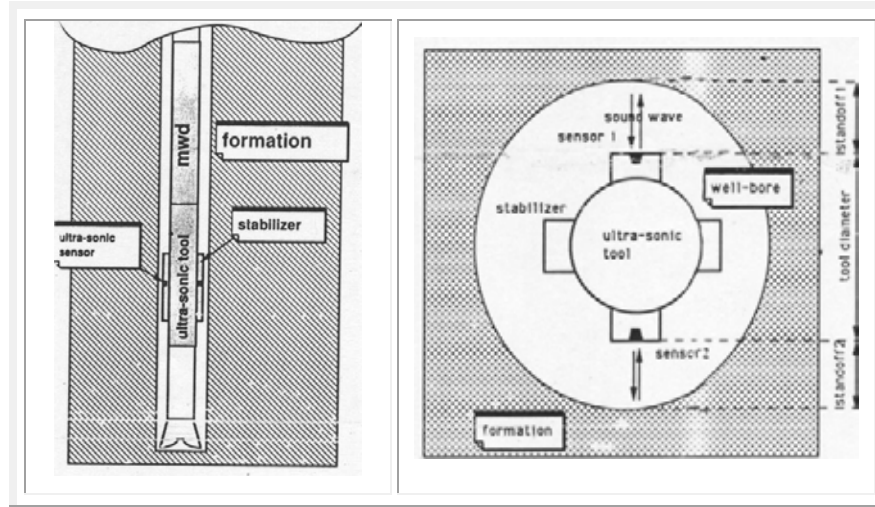 mwd
formation
ultra-sonic
sensor
stabilizer
ultra-sonic tool
sound wave
sensor 1
stabilizer
ultra-sonic
tool
well-bore
sensor2
formation
standoff1
tool diameter
standoff2